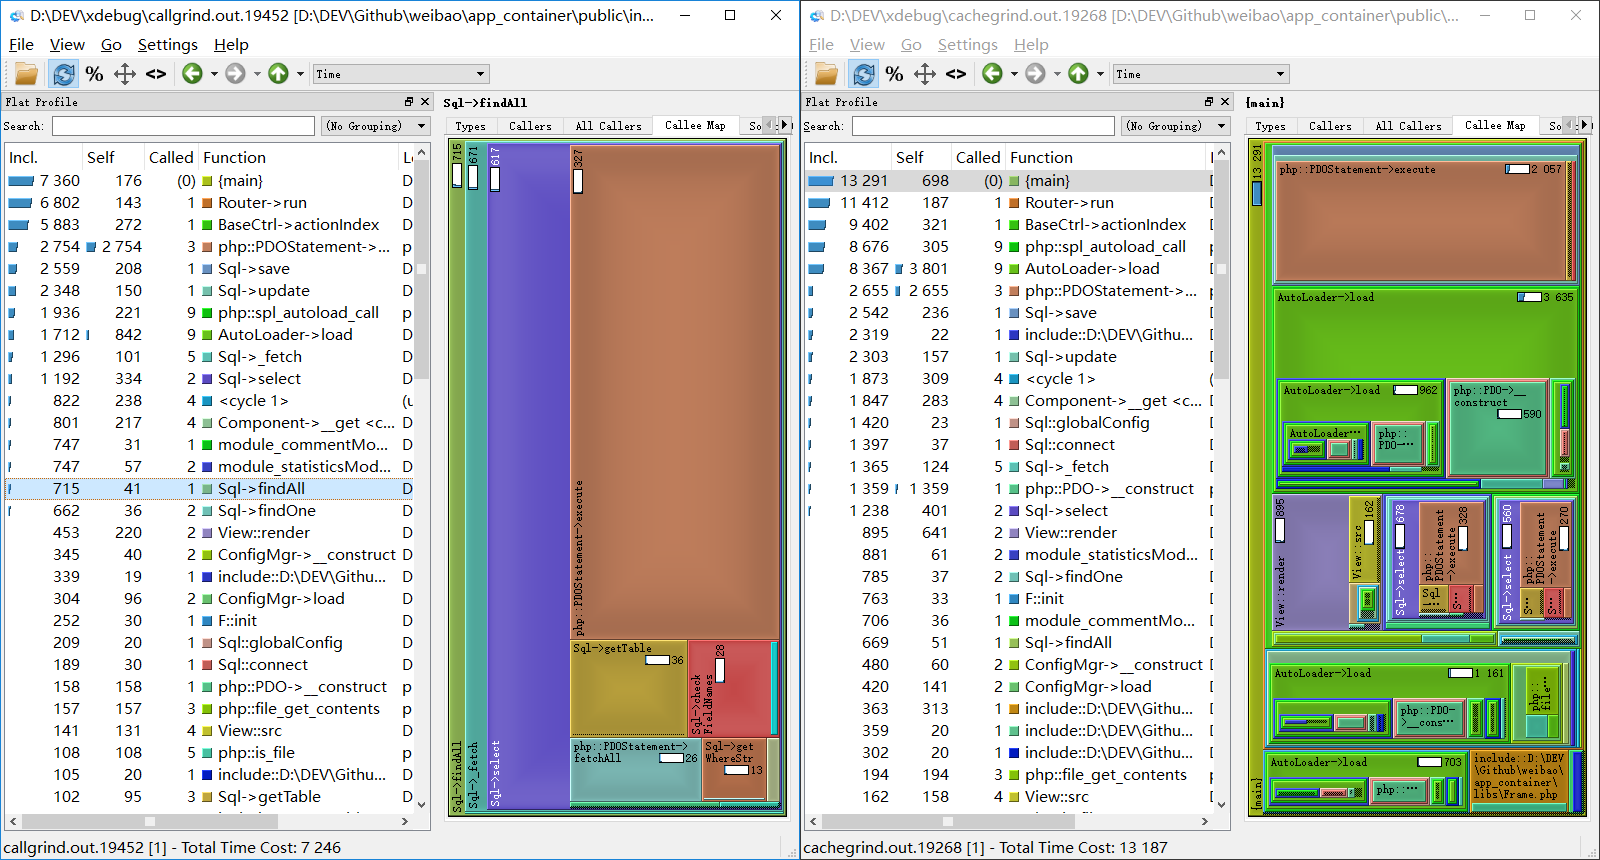 D:\DEV\xdebug\callgrind.out.19452 [D:\DEV\Github\weibao\app_container\public\in...
File View Go Settings Help
% <> Time
Flat Profile
Search: (No Grouping)
Incl. Self Called Function Lo
7 360 176 (0) {main} D
6 802 143 1 Router->run D
5 883 272 1 BaseCtrl->actionIndex D
2 754 2 754 3 php::PDOStatement->... p
2 559 208 1 Sql->save D
2 348 150 1 Sql->update D
1 936 221 9 php::spl_autoload_call p
1 712 842 9 AutoLoader->load D
1 296 101 5 Sql->_fetch D
1 192 334 2 Sql->select D
822 238 4 <cycle 1> (u
801 217 4 Component->__get <c... D
747 31 1 module_commentMo... D
747 57 2 module_statisticsMod... D
715 41 1 Sql->findAll D
662 36 2 Sql->findOne D
453 220 2 View::render D
345 40 2 ConfigMgr->__construct D
339 19 1 include::D:\DEV\Githu... D
304 96 2 ConfigMgr->load D
252 30 1 F::init D
209 20 1 Sql::globalConfig D
189 30 1 Sql::connect D
158 158 1 php::PDO->__construct p
157 157 3 php::file_get_contents p
141 131 4 View::src D
108 108 5 php::is_file p
105 20 1 include::D:\DEV\Githu... D
102 95 3 Sql->getTable D
callgrind.out.19452 [1] - Total Time Cost: 7 246
Sql->findAll
Types Callers All Callers Callee Map So
Sql->findAll 715
Sql->_fetch 671
Sql->select 617
php::PDOStatement->execute 327
Sql->getTable 36
Sql->check
FieldNames 28
php::PDOStatement->
fetchAll 26
Sql->get
WhereStr
13
D:\DEV\xdebug\cachegrind.out.19268 [D:\DEV\Github\weibao\app_container\public\...
File View Go Settings Help
% <> Time
Flat Profile
Search: (No Grouping)
Incl. Self Called Function
13 291 698 (0) {main}
11 412 187 1 Router->run
9 402 321 1 BaseCtrl->actionIndex
8 676 305 9 php::spl_autoload_call
8 367 3 801 9 AutoLoader->load
2 655 2 655 3 php::PDOStatement->...
2 542 236 1 Sql->save
2 319 22 1 include::D:\DEV\Githu...
2 303 157 1 Sql->update
1 873 309 4 <cycle 1>
1 847 283 4 Component->__get <c...
1 420 23 1 Sql::globalConfig
1 397 37 1 Sql::connect
1 365 124 5 Sql->_fetch
1 359 1 359 1 php::PDO->__construct
1 238 401 2 Sql->select
895 641 2 View::render
881 61 2 module_statisticsMod...
785 37 2 Sql->findOne
763 33 1 F::init
706 36 1 module_commentMo...
669 51 1 Sql->findAll
480 60 2 ConfigMgr->__construct
420 141 2 ConfigMgr->load
363 313 1 include::D:\DEV\Githu...
359 20 1 include::D:\DEV\Githu...
302 20 1 include::D:\DEV\Githu...
194 194 3 php::file_get_contents
162 158 4 View::src
cachegrind.out.19268 [1] - Total Time Cost: 13 187
{main}
Types Callers All Callers Callee Map So
{main} 13 291
php::PDOStatement->execute 2 057
AutoLoader->load 3 635
AutoLoader->load 962
php::PDO->__
construct
590
AutoLoader...
php::
PDO-...
View::render 895
View::src 162
Sql->select 678
php::
PDOStatement
->execute 328
Sql
S...
Sql->select 560
php::
PDOStatement
->execute 270
S...
S...
AutoLoader->load 1 161
php::PDO-
>__cons...
php::
file...
AutoLoader->load 703
php::...
include::D:\DEV
\Github\weibao\
app_container\
libs\Frame.php